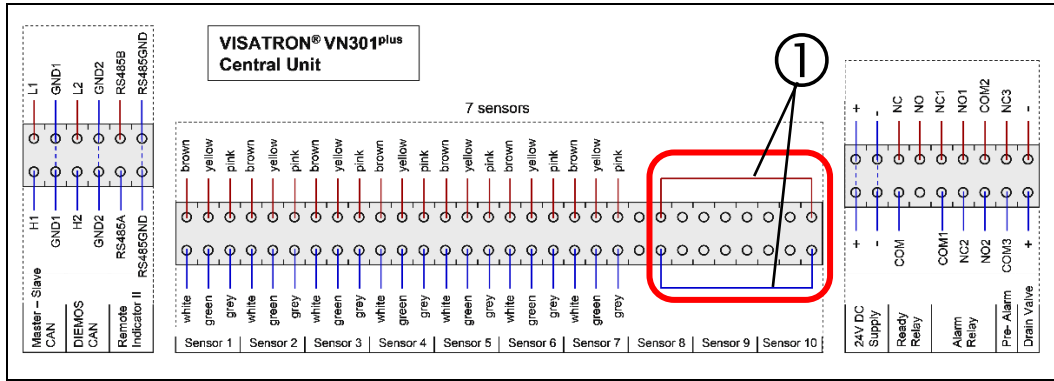 VISATRON® VN301plus
Central Unit
1
7 sensors
L1 GND1 L2 GND2 RS485B RS485GND
H1 GND1 H2 GND2 RS485A RS485GND
Master – Slave
CAN
DIEMOS
CAN
Remote
Indicator II
brown yellow pink brown yellow pink brown yellow pink brown yellow pink brown yellow pink brown yellow pink brown yellow pink
white green grey white green grey white green grey white green grey white green grey white green grey white green grey
Sensor 1 Sensor 2 Sensor 3 Sensor 4 Sensor 5 Sensor 6 Sensor 7 Sensor 8 Sensor 9 Sensor 10
+ - NC NO NC1 NO1 COM2 NC3 -
+ - COM COM1 NC2 NO2 COM3 +
24V DC
Supply
Ready
Relay
Alarm
Relay
Pre- Alarm
Drain Valve